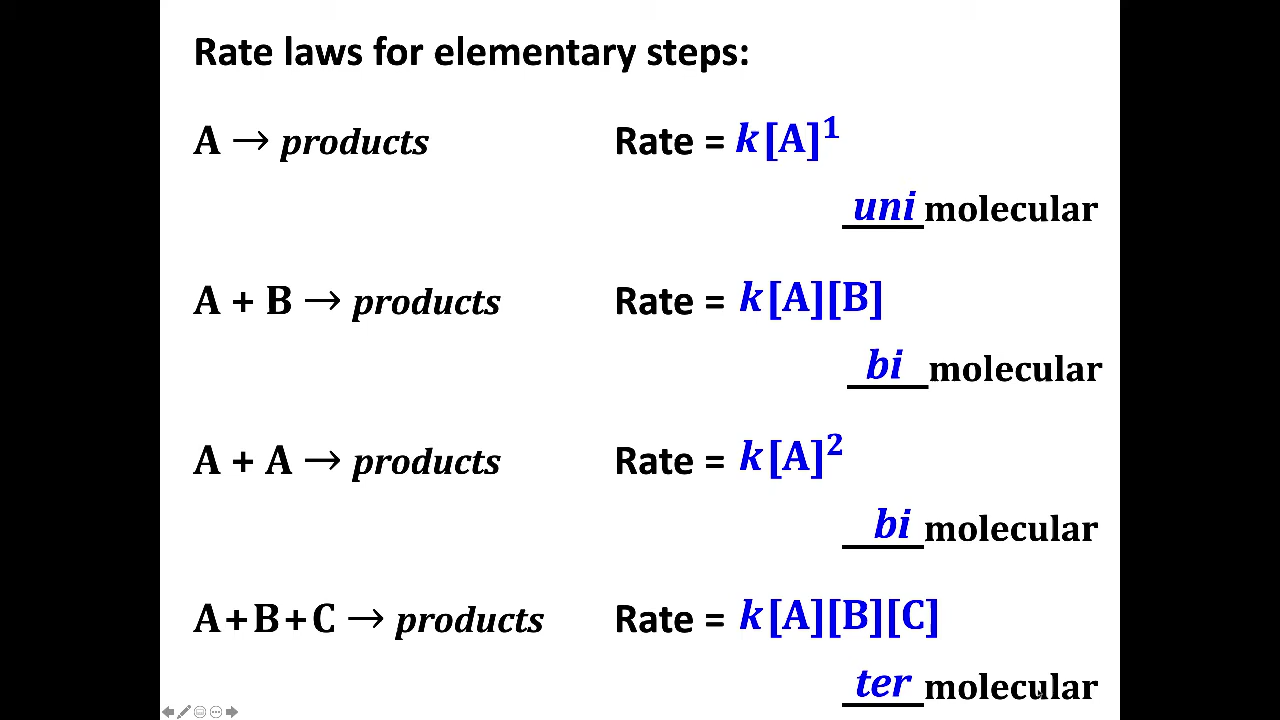 Rate laws for elementary steps:
A → products Rate = k[A]¹
uni molecular
A + B → products Rate = k[A][B]
bi molecular
A + A → products Rate = k[A]²
bi molecular
A+B+C → products Rate = k[A][B][C]
ter molecular